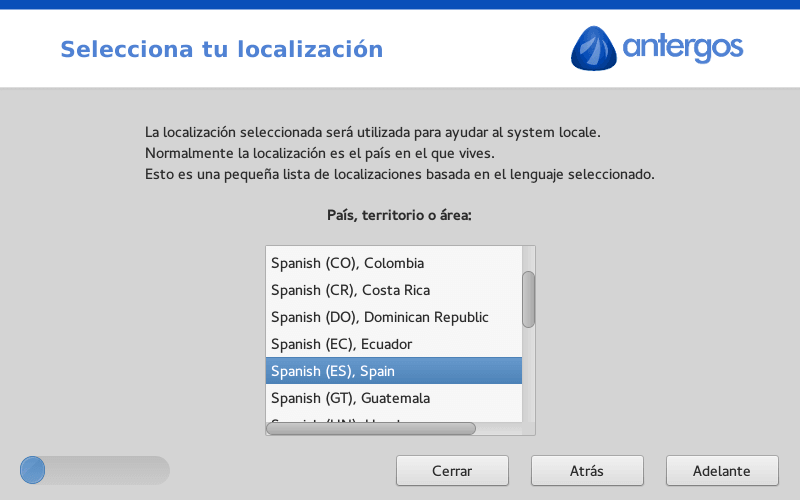 Selecciona tu localización
antergos
La localización seleccionada será utilizada para ayudar al system locale.
Normalmente la localización es el país en el que vives.
Esto es una pequeña lista de localizaciones basada en el lenguaje seleccionado.
País, territorio o área:
Spanish (CO), Colombia
Spanish (CR), Costa Rica
Spanish (DO), Dominican Republic
Spanish (EC), Ecuador
Spanish (ES), Spain
Spanish (GT), Guatemala
Cerrar
Atrás
Adelante